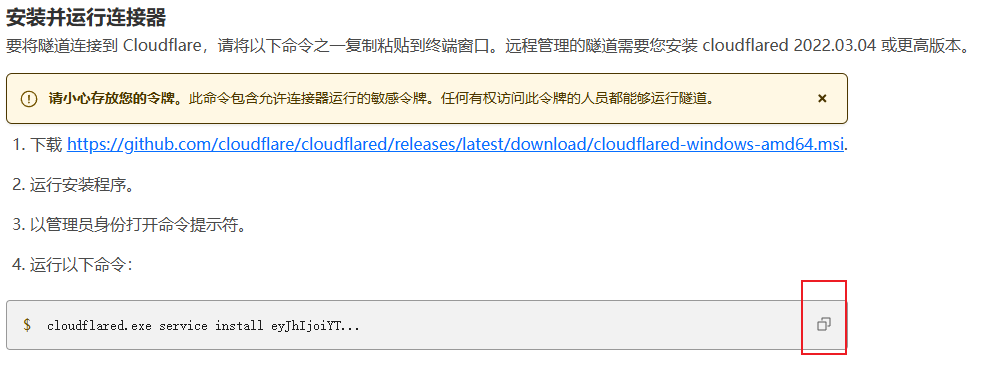 安装并运行连接器
要将隧道连接到 Cloudflare，请将以下命令之一复制粘贴到终端窗口。远程管理的隧道需要您安装 cloudflared 2022.03.04 或更高版本。
请小心存放您的令牌。此命令包含允许连接器运行的敏感令牌。任何有权访问此令牌的人员都能够运行隧道。
1. 下载 https://github.com/cloudflare/cloudflared/releases/latest/download/cloudflared-windows-amd64.msi.
2. 运行安装程序。
3. 以管理员身份打开命令提示符。
4. 运行以下命令：
$ cloudflared.exe service install eyJhIjoiYT...